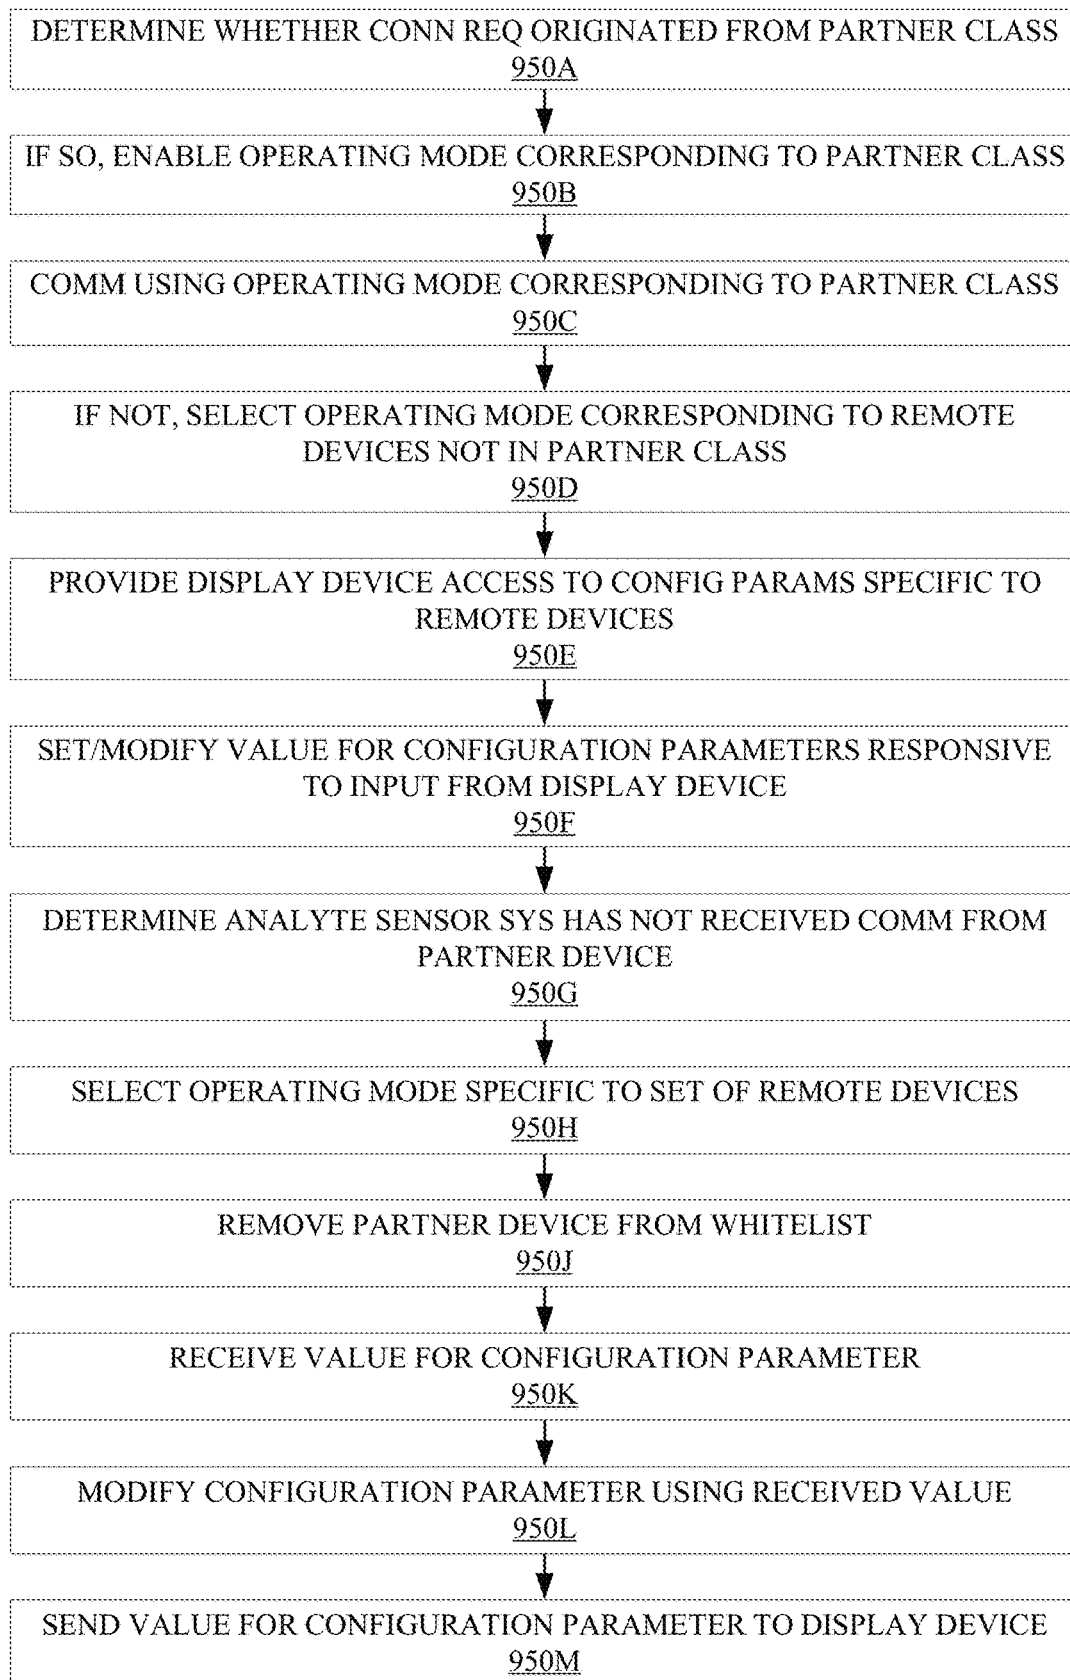 DETERMINE WHETHER CONN REQ ORIGINATED FROM PARTNER CLASS
950A
IF SO, ENABLE OPERATING MODE CORRESPONDING TO PARTNER CLASS
950B
COMM USING OPERATING MODE CORRESPONDING TO PARTNER CLASS
950C
IF NOT, SELECT OPERATING MODE CORRESPONDING TO REMOTE
DEVICES NOT IN PARTNER CLASS
950D
PROVIDE DISPLAY DEVICE ACCESS TO CONFIG PARAMS SPECIFIC TO
REMOTE DEVICES
950E
SET/MODIFY VALUE FOR CONFIGURATION PARAMETERS RESPONSIVE
TO INPUT FROM DISPLAY DEVICE
950F
DETERMINE ANALYTE SENSOR SYS HAS NOT RECEIVED COMM FROM
PARTNER DEVICE
950G
SELECT OPERATING MODE SPECIFIC TO SET OF REMOTE DEVICES
950H
REMOVE PARTNER DEVICE FROM WHITELIST
950J
RECEIVE VALUE FOR CONFIGURATION PARAMETER
950K
MODIFY CONFIGURATION PARAMETER USING RECEIVED VALUE
950L
SEND VALUE FOR CONFIGURATION PARAMETER TO DISPLAY DEVICE
950M